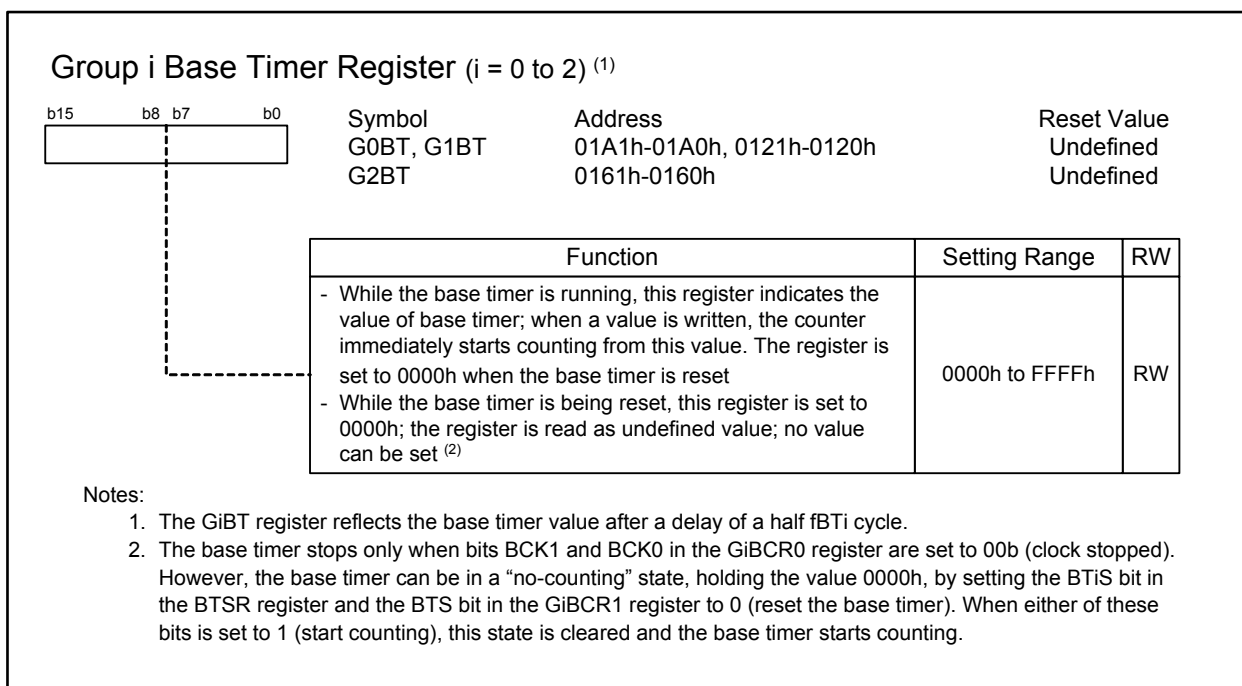 Group i Base Timer Register (i = 0 to 2) (1)
b15 b8 b7 b0
Symbol Address Reset Value
G0BT, G1BT 01A1h-01A0h, 0121h-0120h Undefined
G2BT 0161h-0160h Undefined
Function Setting Range RW
- While the base timer is running, this register indicates the
value of base timer; when a value is written, the counter
immediately starts counting from this value. The register is
set to 0000h when the base timer is reset
- While the base timer is being reset, this register is set to
0000h; the register is read as undefined value; no value
can be set (2)
0000h to FFFFh RW
Notes:
1. The GiBT register reflects the base timer value after a delay of a half fBTi cycle.
2. The base timer stops only when bits BCK1 and BCK0 in the GiBCR0 register are set to 00b (clock stopped).
However, the base timer can be in a “no-counting” state, holding the value 0000h, by setting the BTiS bit in
the BTSR register and the BTS bit in the GiBCR1 register to 0 (reset the base timer). When either of these
bits is set to 1 (start counting), this state is cleared and the base timer starts counting.